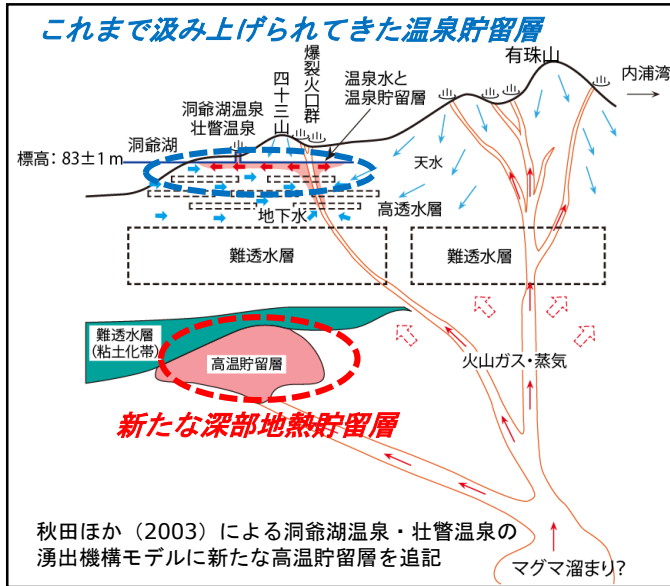 これまで汲み上げられてきた温泉貯留層
有珠山
内浦湾
爆裂火口群
四十三山
温泉水と
温泉貯留層
洞爺湖温泉
壮瞥温泉
洞爺湖
標高：83±1 m
天水
高透水層
地下水
難透水層
難透水層
難透水層
(粘土化帯)
高温貯留層
火山ガス・蒸気
新たな深部地熱貯留層
秋田ほか（2003）による洞爺湖温泉・壮瞥温泉の
湧出機構モデルに新たな高温貯留層を追記
マグマ溜まり?